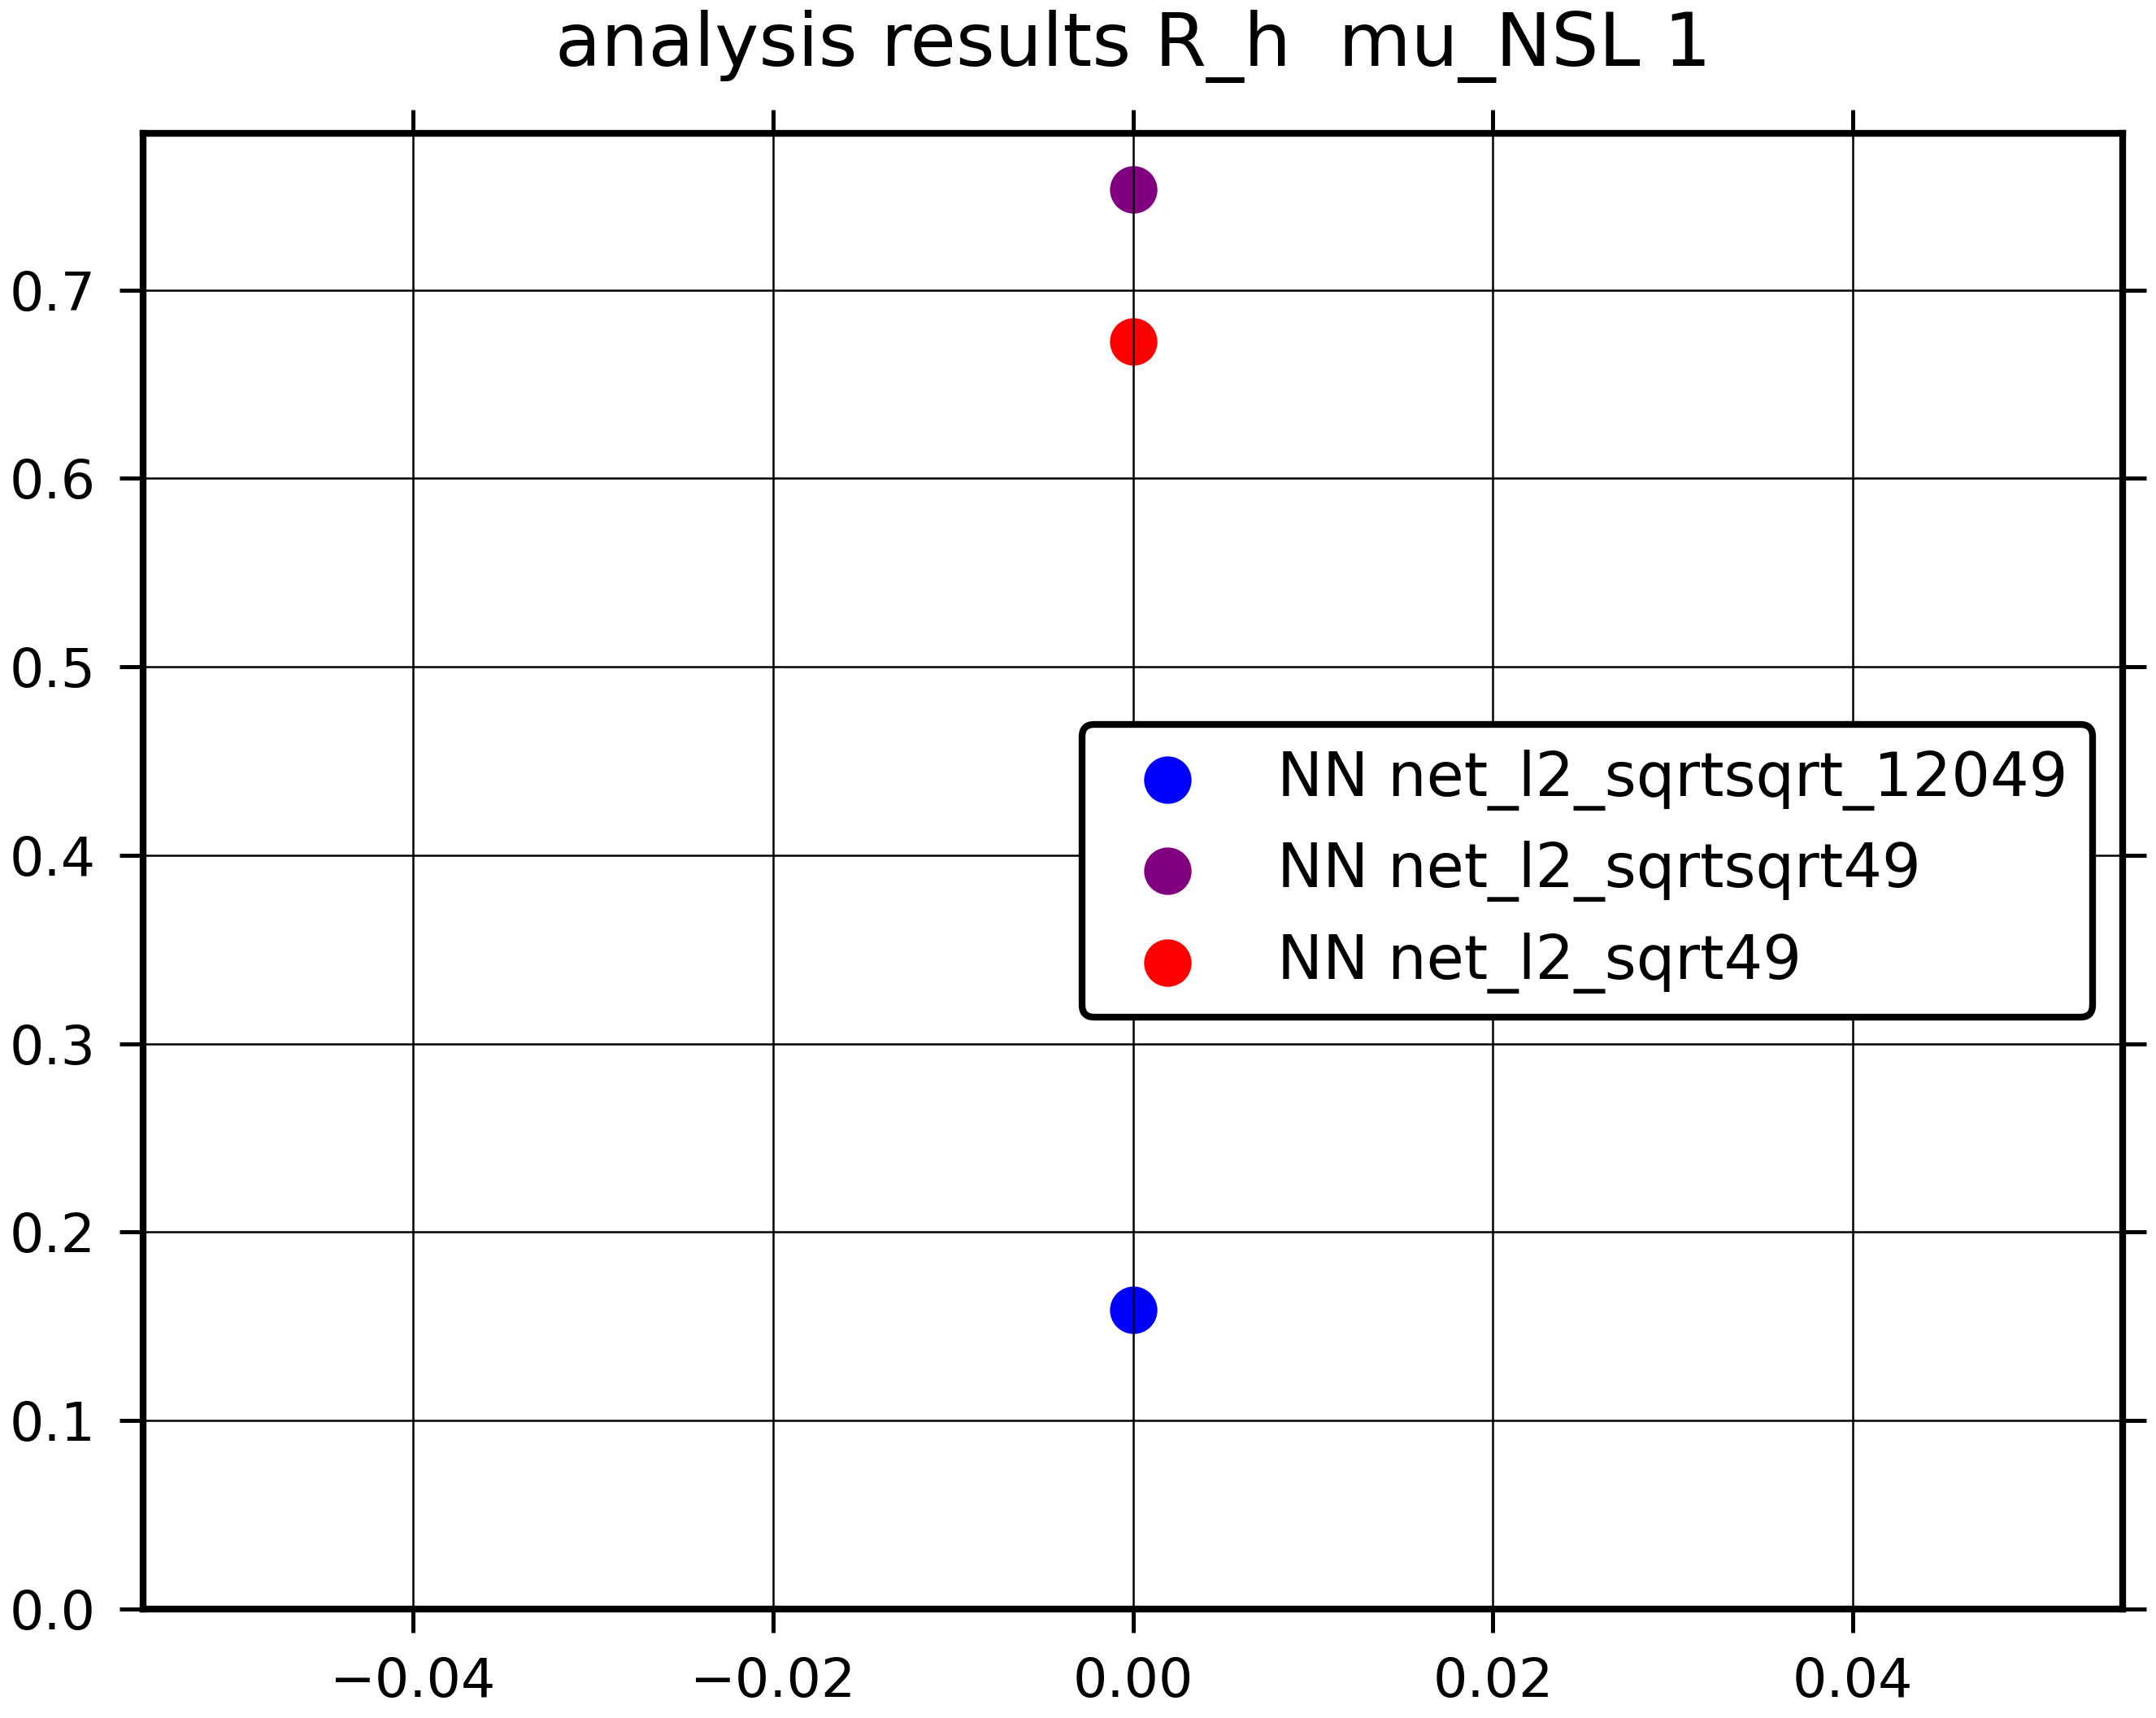 analysis results R_h  mu_NSL 1
0.7
0.6
0.5
0.4
0.3
0.2
0.1
0.0
NN net_l2_sqrtsqrt_12049
NN net_l2_sqrtsqrt49
NN net_l2_sqrt49
−0.04 −0.02 0.00 0.02 0.04